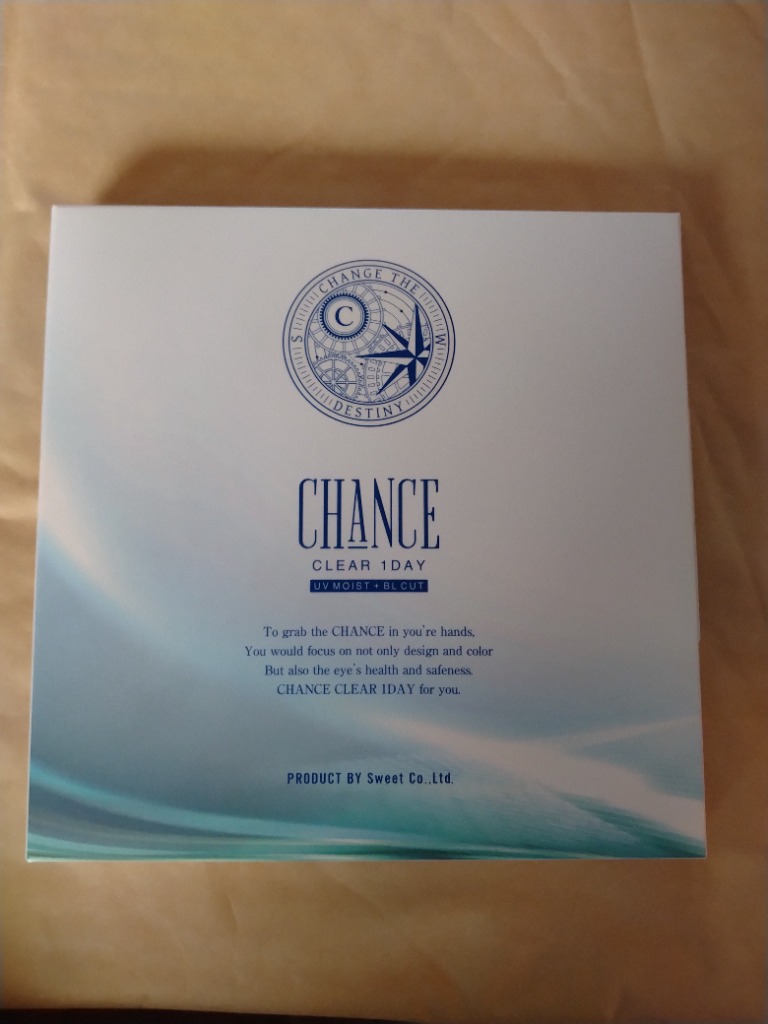 CHANGE THE
C
S
W
DESTINY
CHANCE
CLEAR 1DAY
UV MOIST + BL CUT
To grab the CHANCE in you're hands,
You would focus on not only design and color
But also the eye's health and safeness.
CHANCE CLEAR 1DAY for you.
PRODUCT BY Sweet Co.,Ltd.